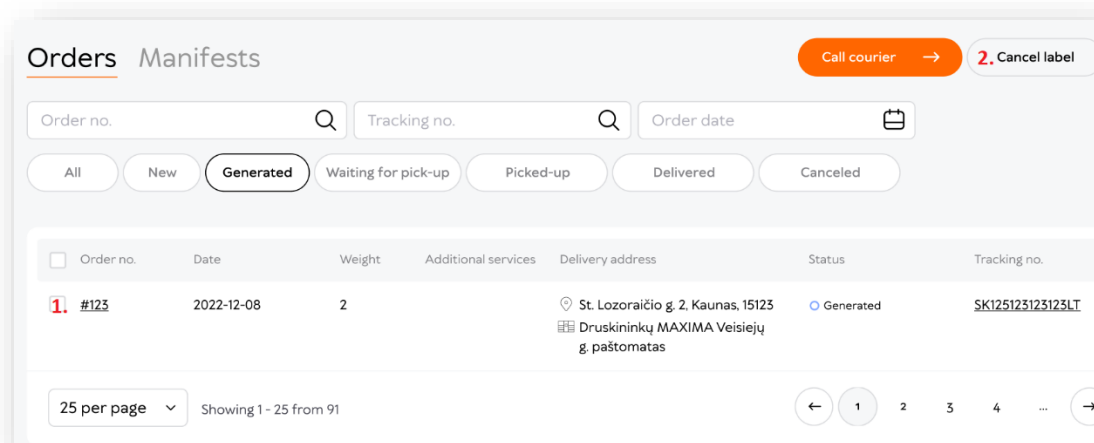 Orders Manifests Call courier → 2. Cancel label
Order no. Tracking no. Order date
All New Generated Waiting for pick-up Picked-up Delivered Canceled
Order no. Date Weight Additional services Delivery address Status Tracking no.
1. #123 2022-12-08 2 St. Lozoraičio g. 2, Kaunas, 15123 Generated SK125123123123LT
Druskininkų MAXIMA Veisiejų
g. paštomatas
25 per page Showing 1 - 25 from 91 ← 1 2 3 4 ... →